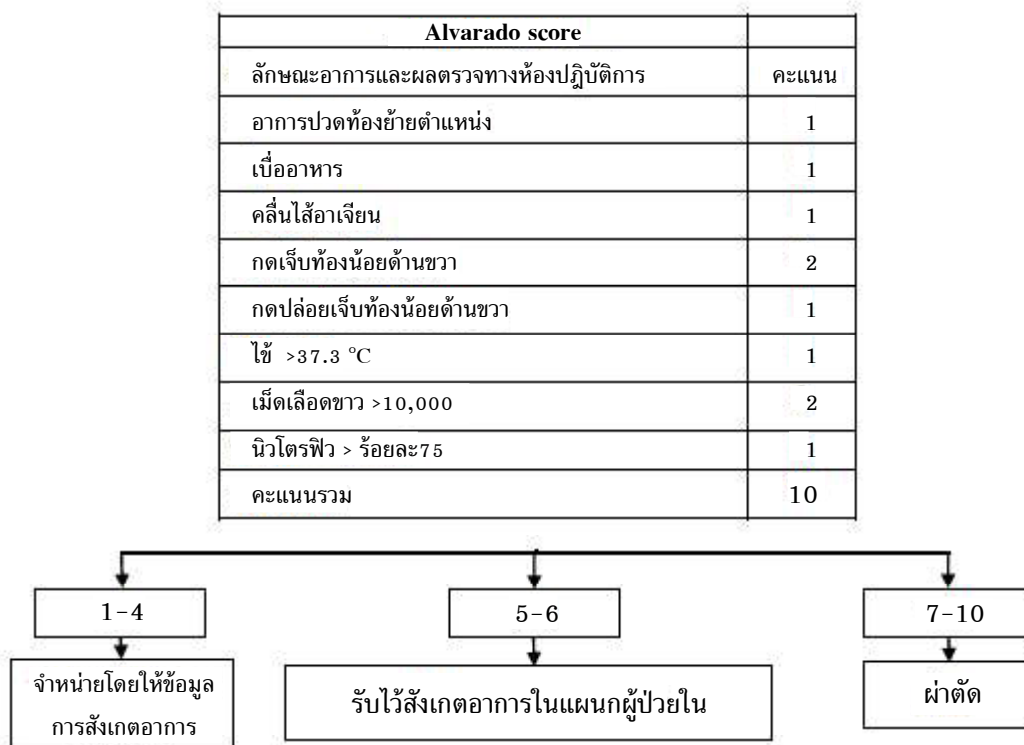 Alvarado score
ลักษณะอาการและผลตรวจทางห้องปฎิบัติการ คะแนน
อาการปวดท้องย้ายตำแหน่ง 1
เบื่ออาหาร 1
คลื่นไส้อาเจียน 1
กดเจ็บท้องน้อยด้านขวา 2
กดปล่อยเจ็บท้องน้อยด้านขวา 1
ไข้ >37.3 °C 1
เม็ดเลือดขาว >10,000 2
นิวโตรฟิว > ร้อยละ75 1
คะแนนรวม 10
1-4
5-6
7-10
จำหน่ายโดยให้ข้อมูล
การสังเกตอาการ
รับไว้สังเกตอาการในแผนกผู้ป่วยใน
ผ่าตัด